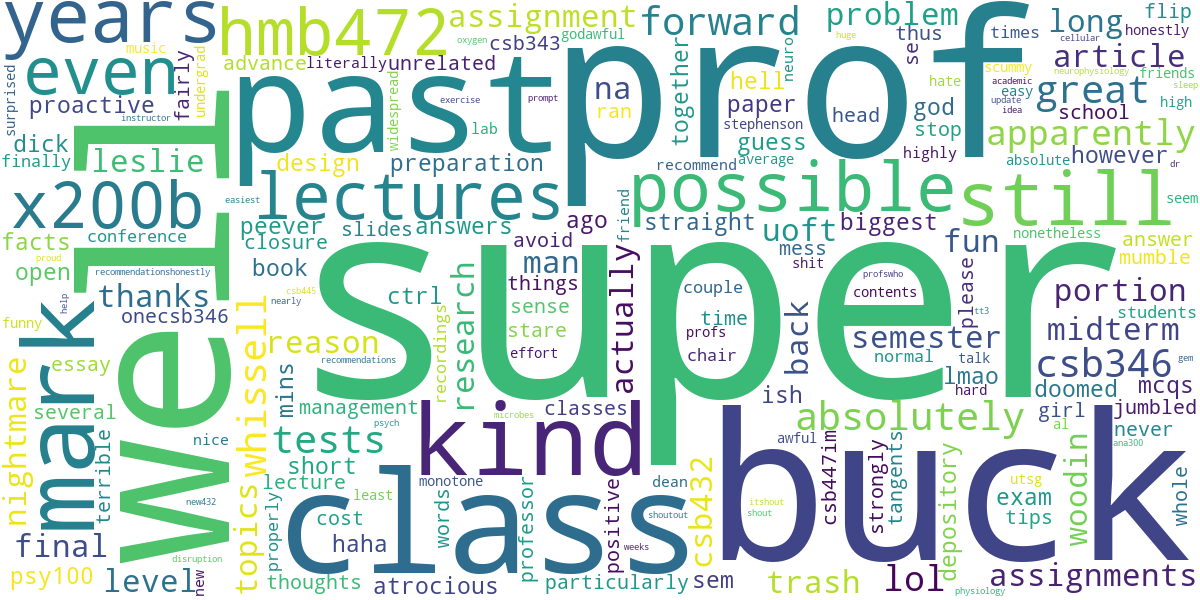 years
hmb472
assignment
forward
problem
long
flip
times
honestly
cellular
huge
godawful
thus
se
csb343
oxygen
music
surprised
even
fairly
undergrad
advance
literally
unrelated
past
prof
together
neuro
hell
na
ran
paper
god
head
hate
scummy
article
neurophysiology
friends
academic
easy
update
idea
high
sleep
great
school
proactive
instructor
well
widespread
exercise
prompt
lab
stephenson
guess
average
stop
highly
apparently
dick
finally
leslie
design
preparation
recommend
absolute
however
dr
x200b
easiest
lectures
possible
still
seem
facts
open
conference
proud
peever
closure
slides
answers
ago
friend
straight
uoft
biggest
nonetheless
answer
mumble
recommendationshonestly
book
avoid
man
mess
shit
fun
please
profswho
contents
tt3
students
portion
thanks
help
nearly
csb445
ctrl
research
things
sense
stare
actually
couple
time
super
back
semester
midterm
onecsb346
funny
mark
reason
recordings
effort
profs
chair
normal
talk
csb346
gem
essay
whissell
mins
recommendations
lmao
hard
doomed
mcqs
several
nightmare
management
psych
microbes
kind
classes
ish
absolutely
girl
al
jumbled
never
ana300
nice
terrible
tests
short
awful
woodin
whole
lecture
monotone
dean
csb432
csb447im
strongly
tangents
utsg
exam
tips
new432
properly
topics
least
class
words
professor
positive
shoutout
itshout
shout
buck
depository
final
cost
haha
weeks
disruption
psy100
level
new
thoughts
atrocious
particularly
sem
trash
lol
physiology
assignments